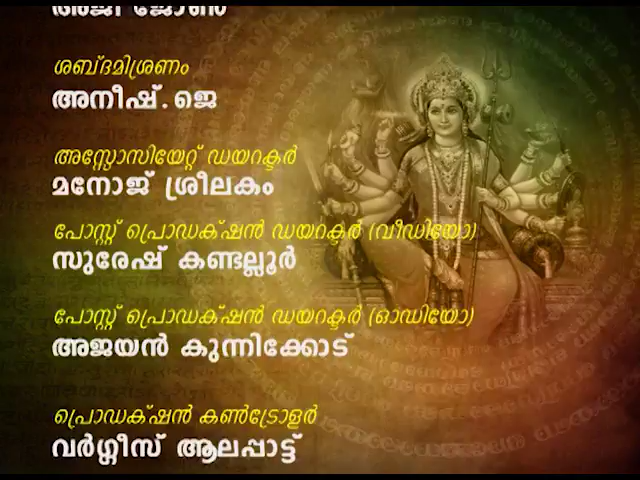 അജി ജോൺ
ശബ്ദമിശ്രണം
അനീഷ്.ജെ
അസ്സോസിയേറ്റ് ഡയറക്ടർ
മനോജ് ശ്രീലകം
പോസ്റ്റ് പ്രൊഡക്ഷൻ ഡയറക്ടർ (വീഡിയോ)
സുരേഷ് കണ്ടല്ലൂർ
പോസ്റ്റ് പ്രൊഡക്ഷൻ ഡയറക്ടർ (ഓഡിയോ)
അജയൻ കുന്നിക്കോട്
പ്രൊഡക്ഷൻ കൺട്രോളർ
വർഗ്ഗീസ് ആലപ്പാട്ട്